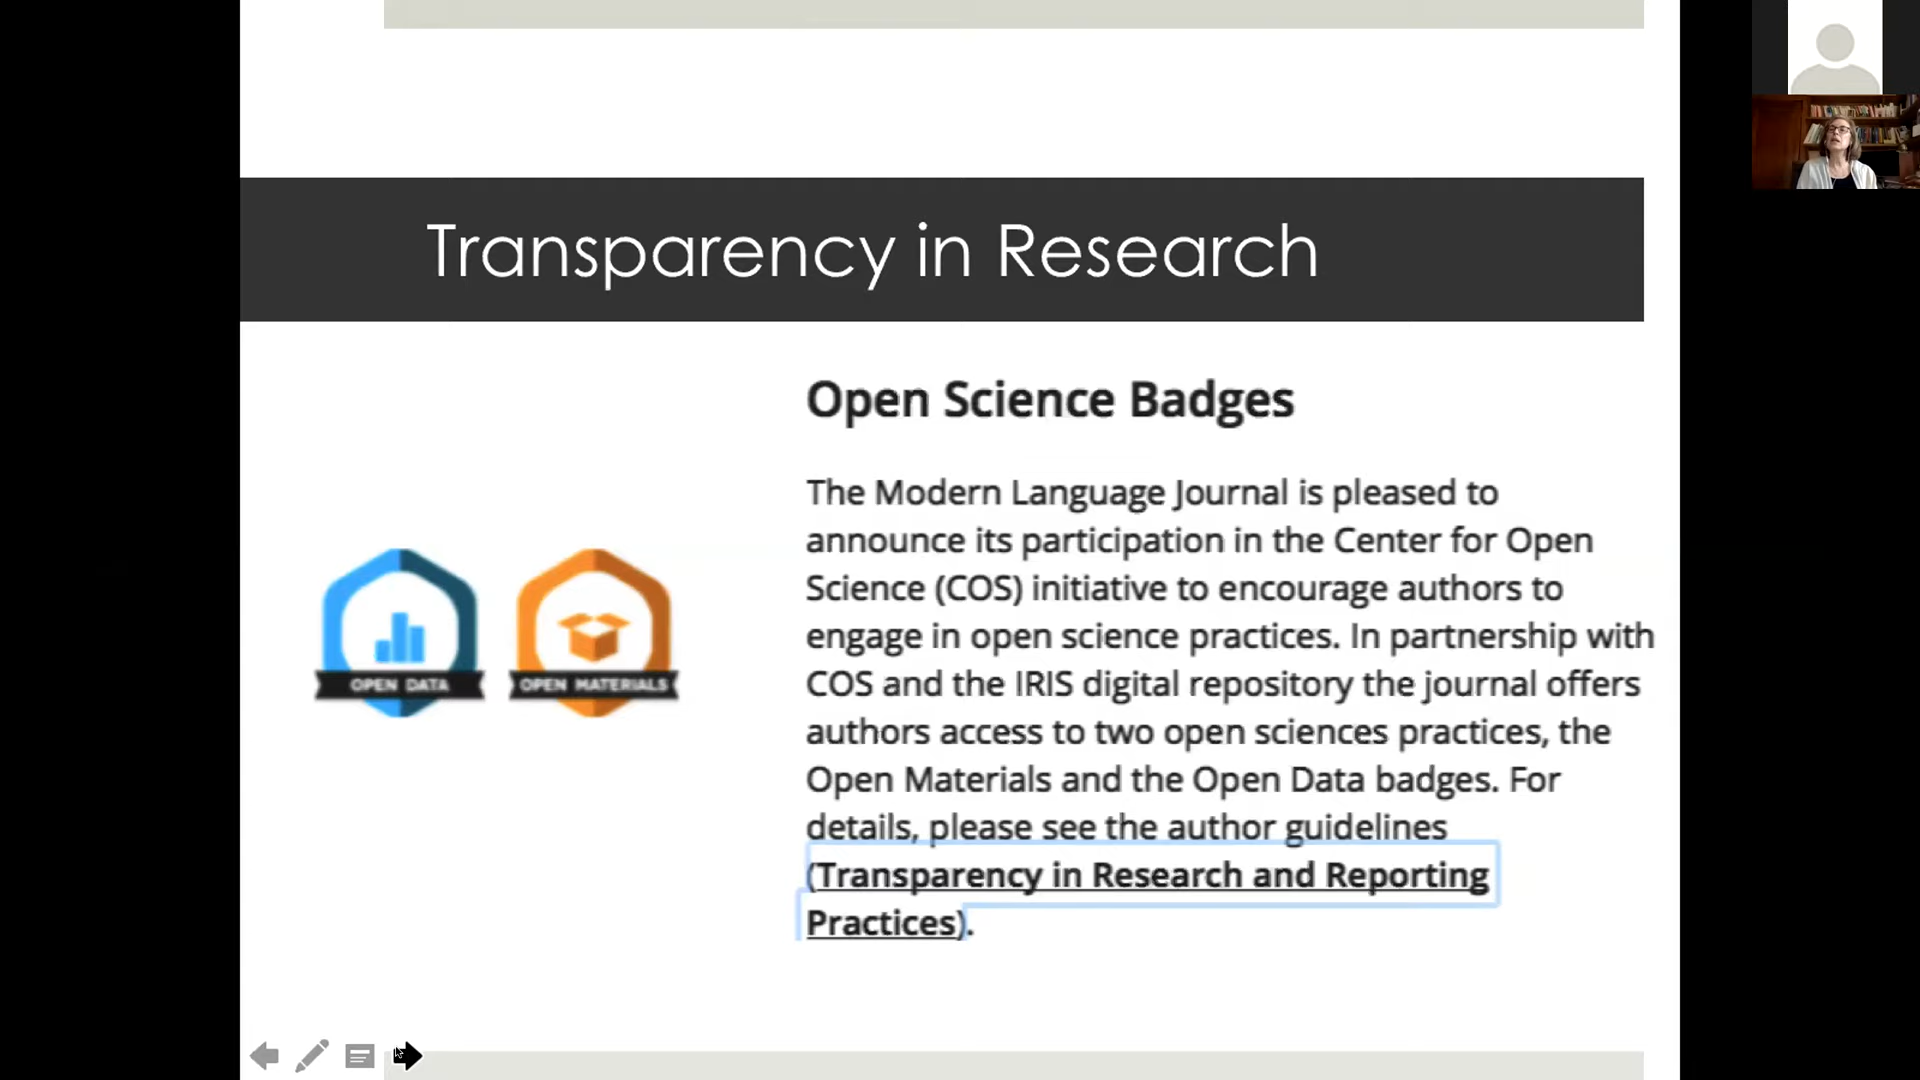 Transparency in Research
Open Science Badges
The Modern Language Journal is pleased to
announce its participation in the Center for Open
Science (COS) initiative to encourage authors to
engage in open science practices. In partnership with
COS and the IRIS digital repository the journal offers
authors access to two open sciences practices, the
Open Materials and the Open Data badges. For
details, please see the author guidelines
(Transparency in Research and Reporting
Practices).
OPEN DATA
OPEN MATERIALS